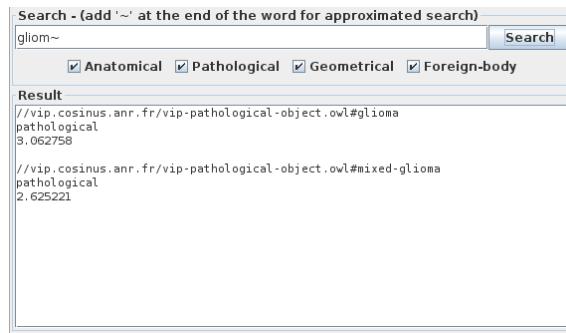 Search - (add '~' at the end of the word for approximated search)
gliom~
Search
Anatomical Pathological Geometrical Foreign-body
Result
//vip.cosinus.anr.fr/vip-pathological-object.owl#glioma
pathological
3.062758
//vip.cosinus.anr.fr/vip-pathological-object.owl#mixed-glioma
pathological
2.625221